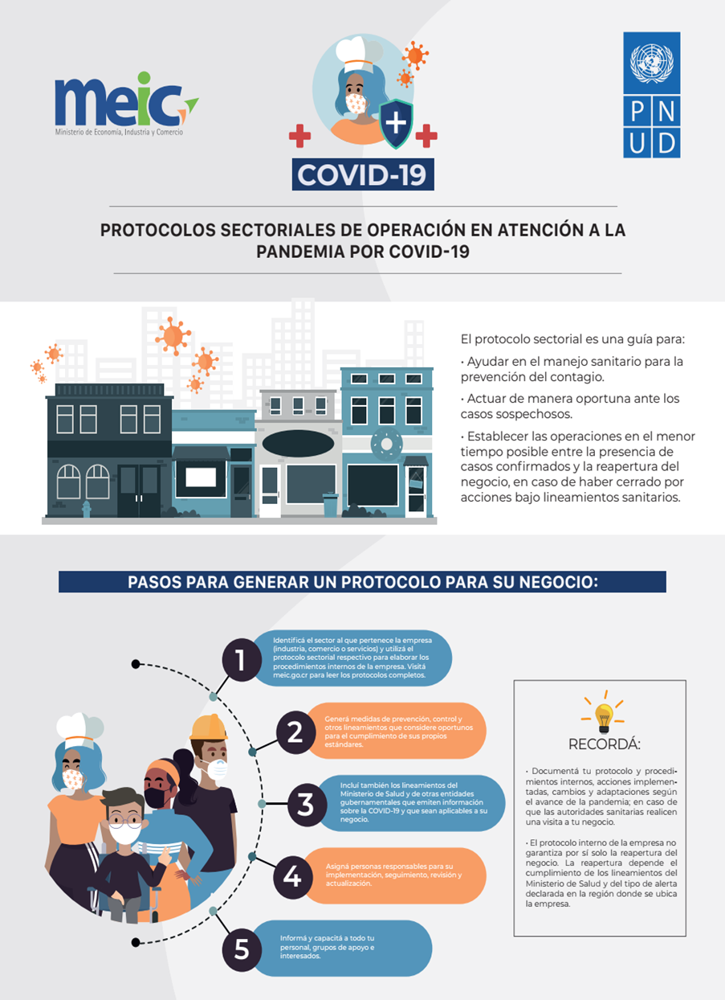 meic
Ministerio de Economía, Industria y Comercio
PN
UD
COVID-19
PROTOCOLOS SECTORIALES DE OPERACIÓN EN ATENCIÓN A LA
PANDEMIA POR COVID-19
El protocolo sectorial es una guía para:
• Ayudar en el manejo sanitario para la
prevención del contagio.
• Actuar de manera oportuna ante los
casos sospechosos.
• Establecer las operaciones en el menor
tiempo posible entre la presencia de
casos confirmados y la reapertura del
negocio, en caso de haber cerrado por
acciones bajo lineamientos sanitarios.
PASOS PARA GENERAR UN PROTOCOLO PARA SU NEGOCIO:
1
Identificá el sector al que pertenece la empresa
(industria, comercio o servicios) y utilizá el
protocolo sectorial respectivo para elaborar los
procedimientos internos de la empresa. Visitá
meic.go.cr para leer los protocolos completos.
2
Generá medidas de prevención, control y
otros lineamientos que considere oportunos
para el cumplimiento de sus propios
estándares.
3
Incluí también los lineamientos del
Ministerio de Salud y de otras entidades
gubernamentales que emiten información
sobre la COVID-19 y que sean aplicables a su
negocio.
4
Asigná personas responsables para su
implementación, seguimiento, revisión y
actualización.
5
Informá y capacitá a todo tu
personal, grupos de apoyo e
interesados.
RECORDÁ:
• Documentá tu protocolo y procedi-
mientos internos, acciones implemen-
tadas, cambios y adaptaciones según
el avance de la pandemia; en caso de
que las autoridades sanitarias realicen
una visita a tu negocio.
• El protocolo interno de la empresa no
garantiza por sí solo la reapertura del
negocio. La reapertura depende el
cumplimiento de los lineamientos del
Ministerio de Salud y del tipo de alerta
declarada en la región donde se ubica
la empresa.